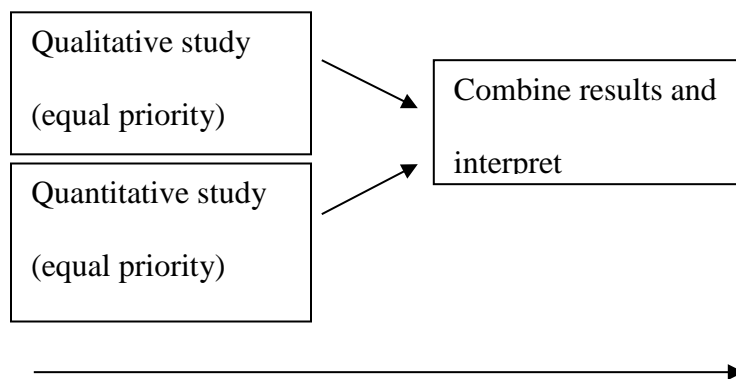 Qualitative study
(equal priority)
Combine results and
interpret
Quantitative study
(equal priority)